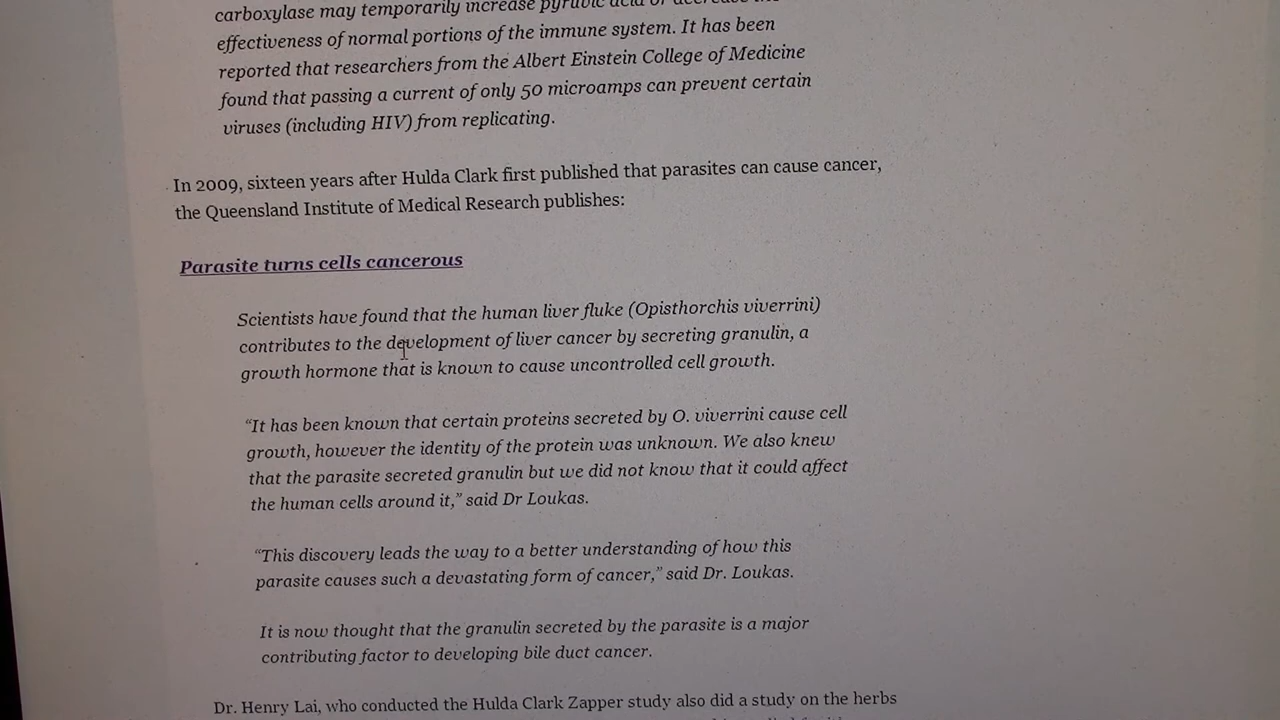 carboxylase may temporarily increase pyruvic acid or
effectiveness of normal portions of the immune system. It has been
reported that researchers from the Albert Einstein College of Medicine
found that passing a current of only 50 microamps can prevent certain
viruses (including HIV) from replicating.
In 2009, sixteen years after Hulda Clark first published that parasites can cause cancer,
the Queensland Institute of Medical Research publishes:
Parasite turns cells cancerous
Scientists have found that the human liver fluke (Opisthorchis viverrini)
contributes to the development of liver cancer by secreting granulin, a
growth hormone that is known to cause uncontrolled cell growth.
“It has been known that certain proteins secreted by O. viverrini cause cell
growth, however the identity of the protein was unknown. We also knew
that the parasite secreted granulin but we did not know that it could affect
the human cells around it,” said Dr Loukas.
“This discovery leads the way to a better understanding of how this
parasite causes such a devastating form of cancer,” said Dr. Loukas.
It is now thought that the granulin secreted by the parasite is a major
contributing factor to developing bile duct cancer.
Dr. Henry Lai, who conducted the Hulda Clark Zapper study also did a study on the herbs